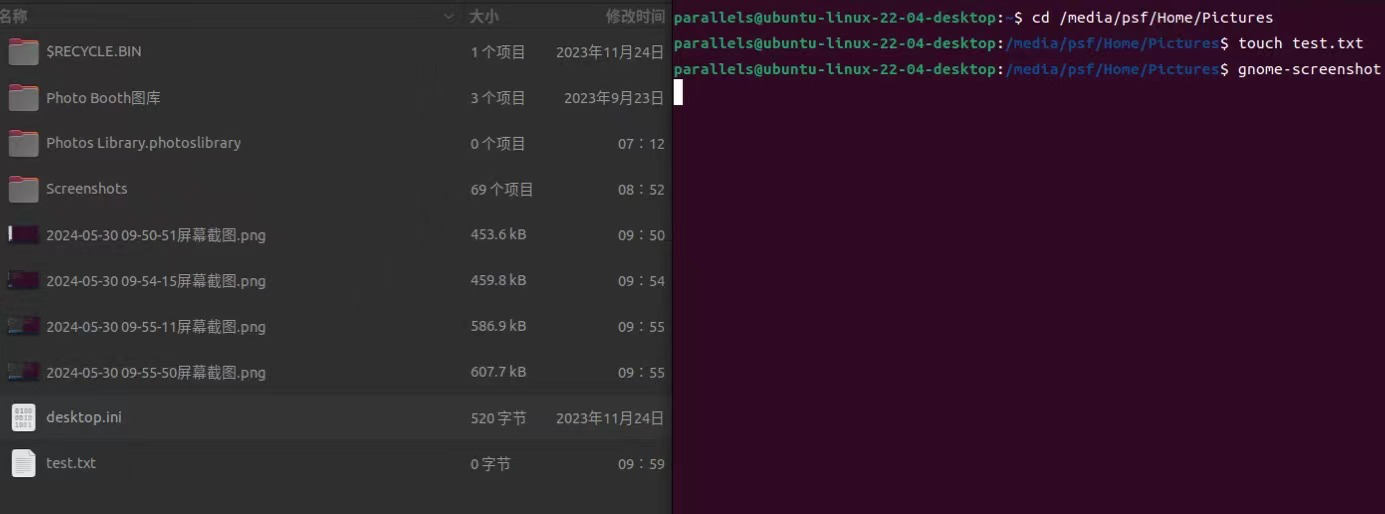 名称 大小 修改时间
$RECYCLE.BIN 1 个项目 2023年11月24日
Photo Booth图库 3 个项目 2023年9月23日
Photos Library.photoslibrary 0 个项目 07：12
Screenshots 69 个项目 08：52
2024-05-30 09-50-51屏幕截图.png 453.6 kB 09：50
2024-05-30 09-54-15屏幕截图.png 459.8 kB 09：54
2024-05-30 09-55-11屏幕截图.png 586.9 kB 09：55
2024-05-30 09-55-50屏幕截图.png 607.7 kB 09：55
desktop.ini 520 字节 2023年11月24日
test.txt 0 字节 09：59
parallels@ubuntu-linux-22-04-desktop:~$ cd /media/psf/Home/Pictures
parallels@ubuntu-linux-22-04-desktop:/media/psf/Home/Pictures$ touch test.txt
parallels@ubuntu-linux-22-04-desktop:/media/psf/Home/Pictures$ gnome-screenshot